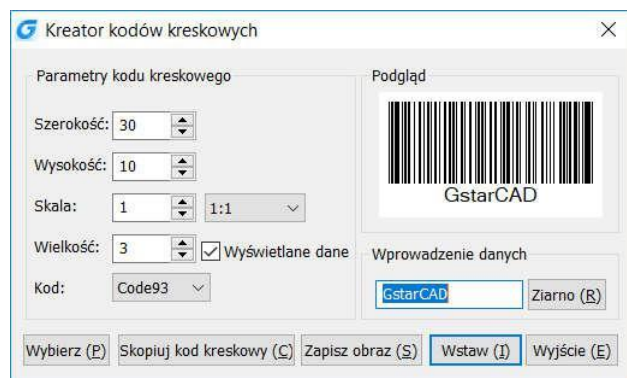 Kreator kodów kreskowych
Parametry kodu kreskowego
Szerokość: 30
Wysokość: 10
Skala: 1 1:1
Wielkość: 3 Wyświetlane dane
Kod: Code93
Podgląd
GstarCAD
Wprowadzenie danych
GstarCAD Ziarno (R)
Wybierz (P) Skopiuj kod kreskowy (C) Zapisz obraz (S) Wstaw (I) Wyjście (E)